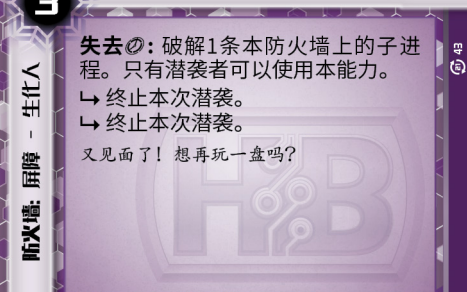 3
失去: 破解1条本防火墙上的子进
程。只有潜袭者可以使用本能力。
↳ 终止本次潜袭。
↳ 终止本次潜袭。
又见面了！想再玩一盘吗？
防火墙: 屏障 - 生化人
HB
43